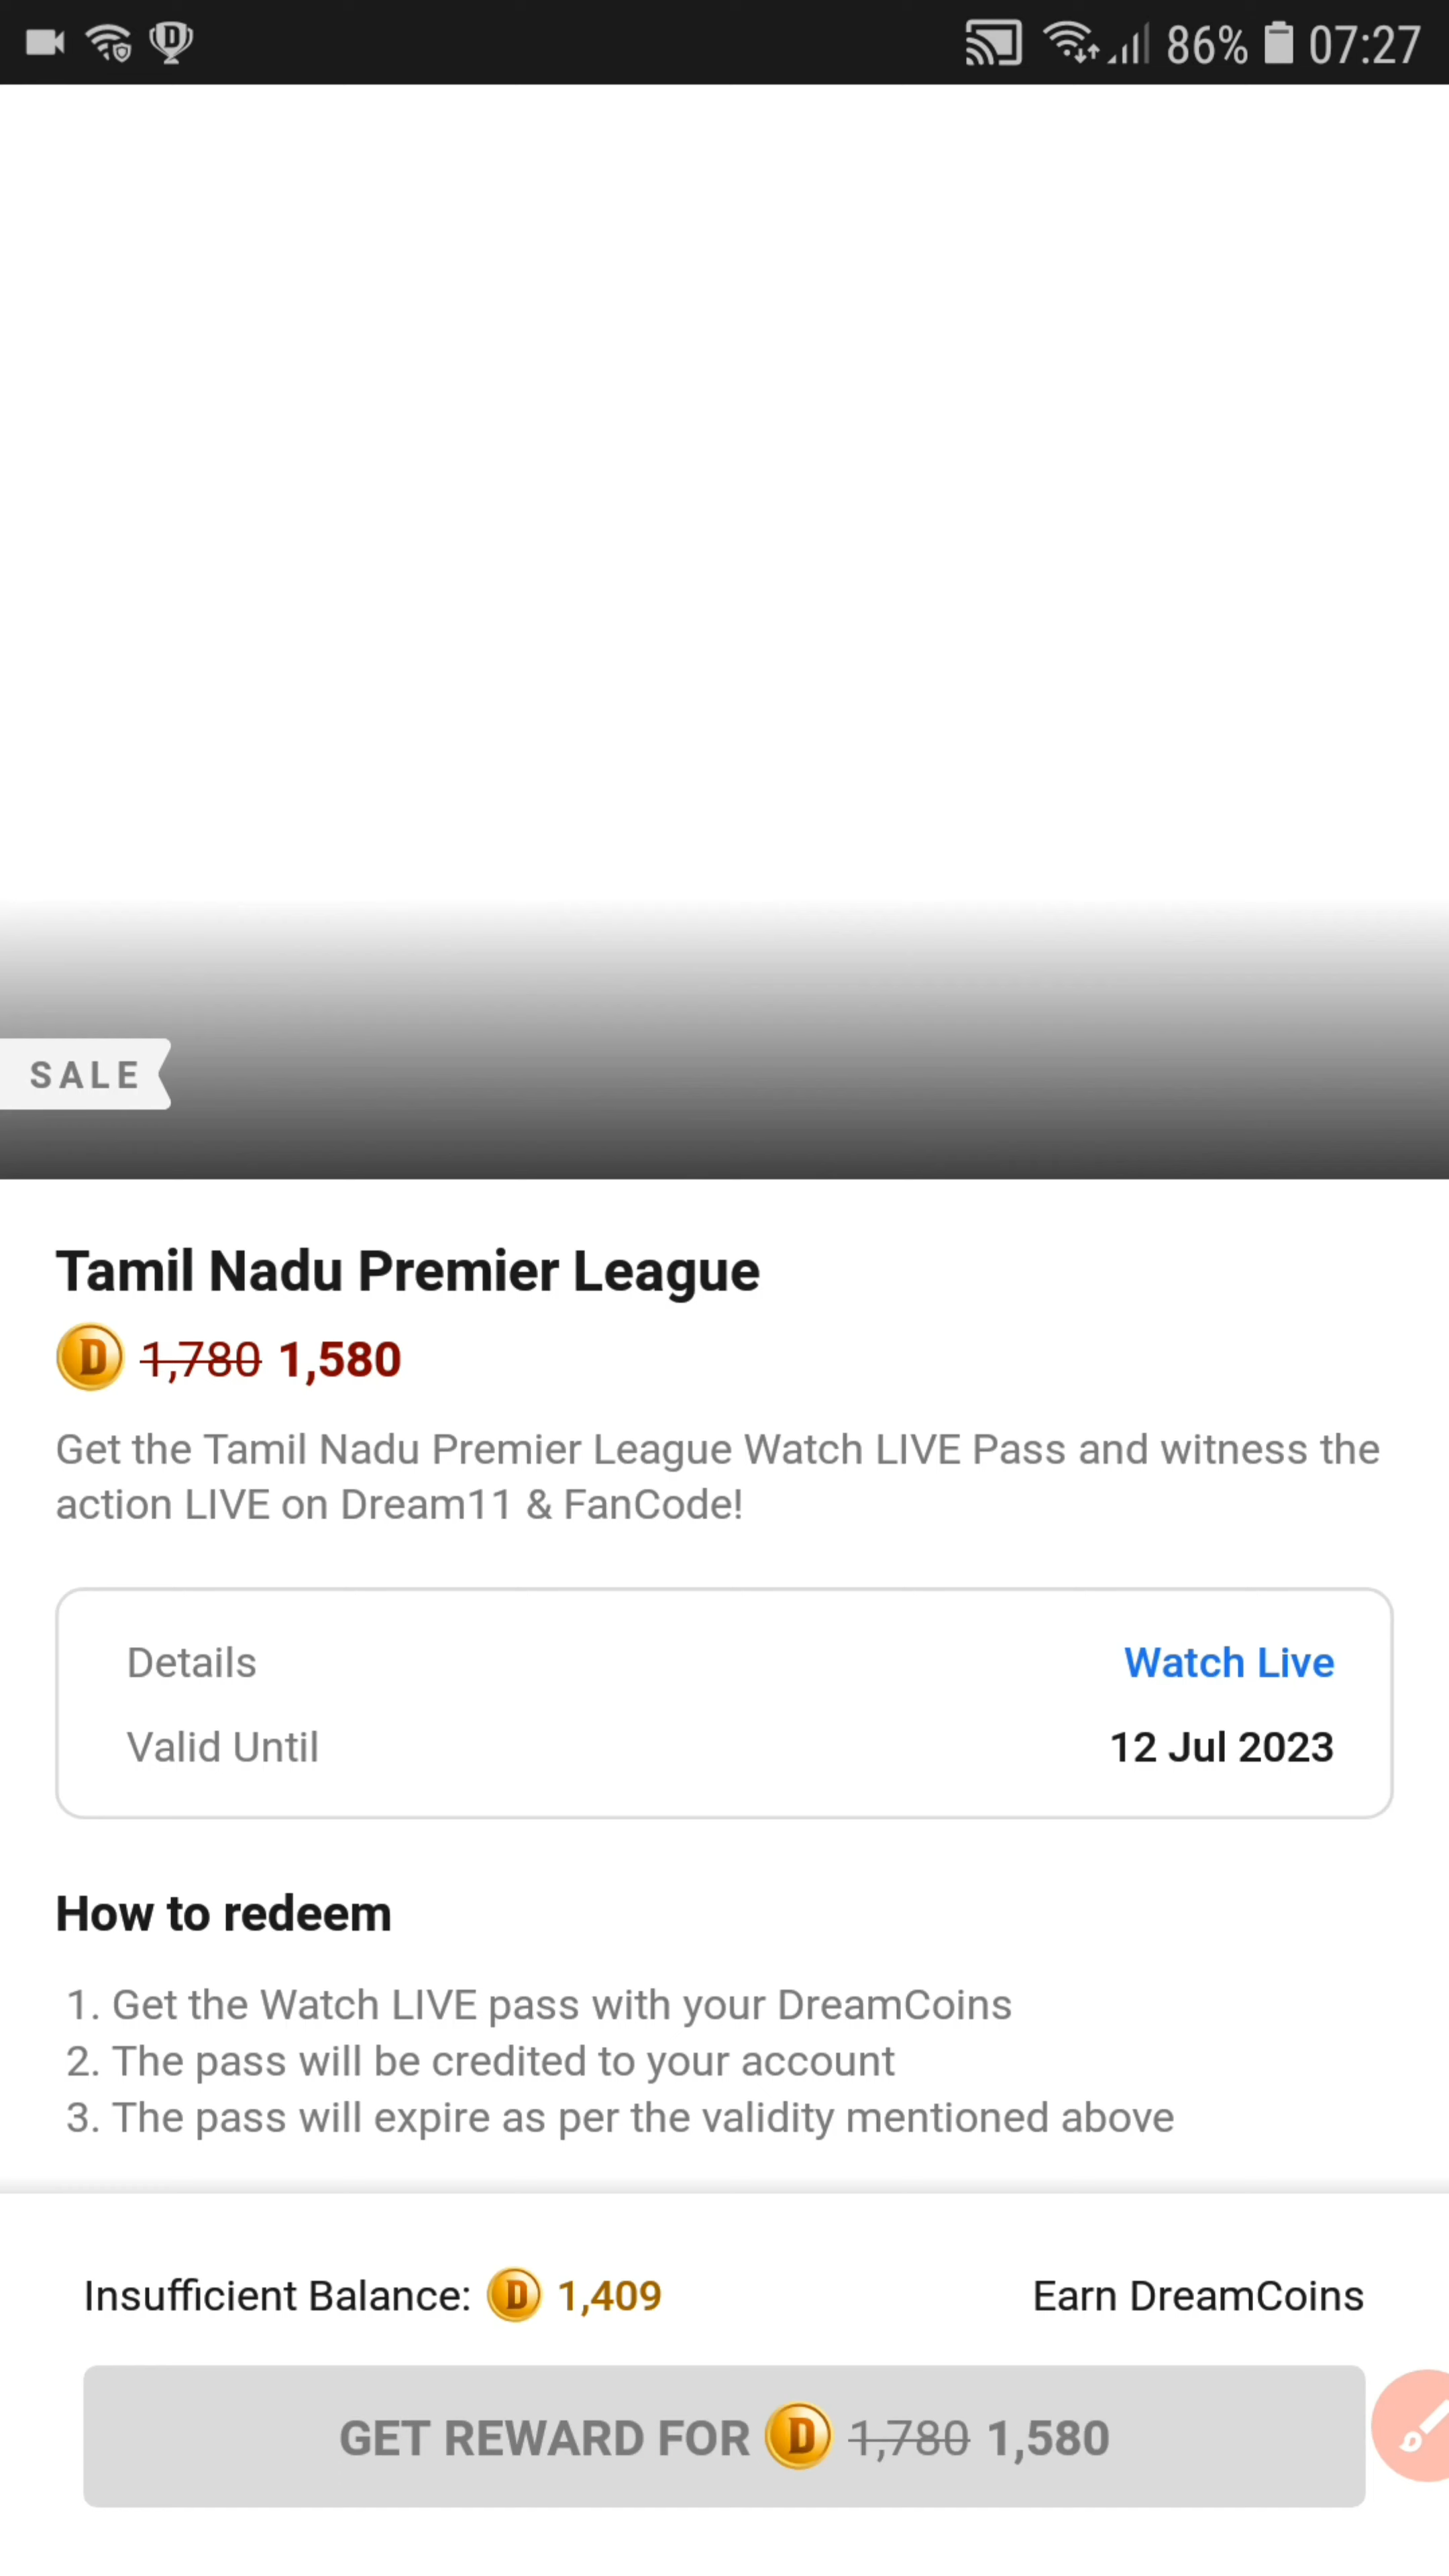 86% 07:27
SALE
Tamil Nadu Premier League
D 1,780 1,580
Get the Tamil Nadu Premier League Watch LIVE Pass and witness the
action LIVE on Dream11 & FanCode!
Details Watch Live
Valid Until 12 Jul 2023
How to redeem
1. Get the Watch LIVE pass with your DreamCoins
2. The pass will be credited to your account
3. The pass will expire as per the validity mentioned above
Insufficient Balance: D 1,409 Earn DreamCoins
GET REWARD FOR D 1,780 1,580